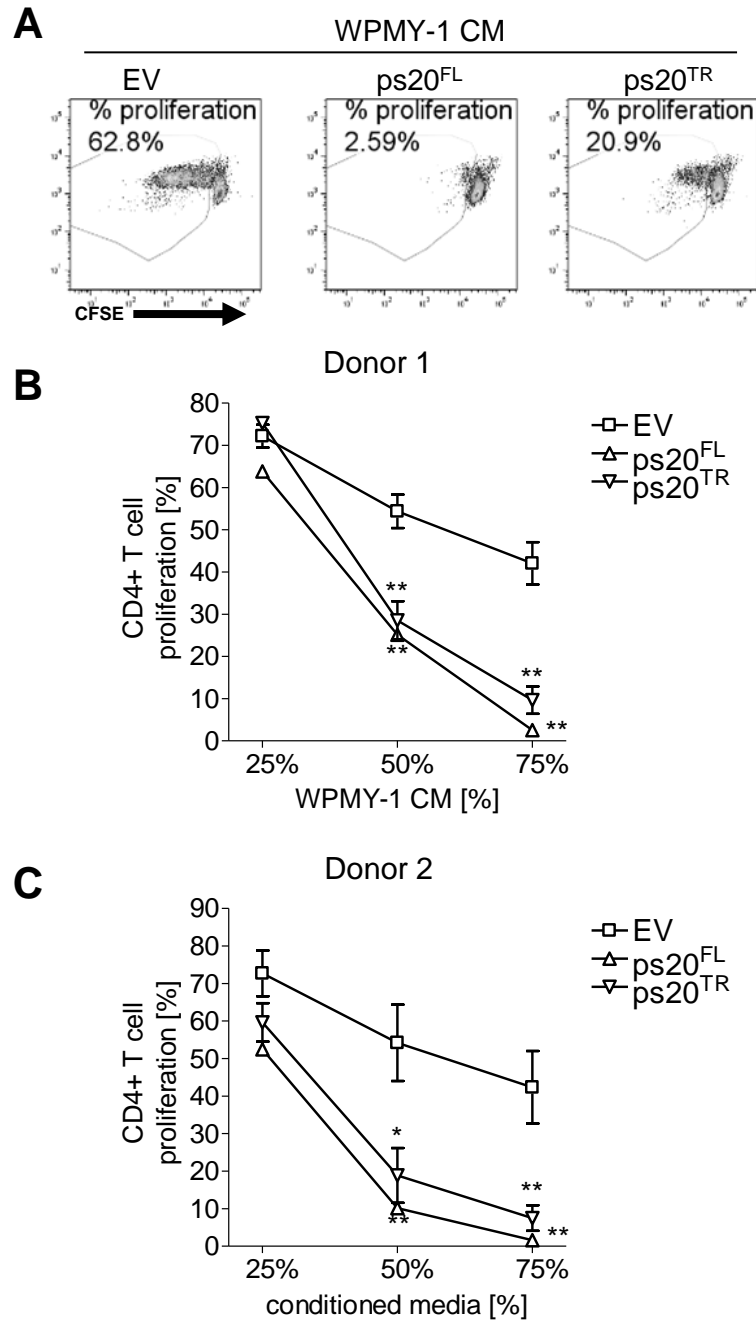 A
WPMY-1 CM
EV
ps20FL
ps20TR
% proliferation
62.8%
% proliferation
2.59%
% proliferation
20.9%
CFSE
B
Donor 1
80
70
60
50
40
30
20
10
0
CD4+ T cell
proliferation [%]
**
**
**
**
25%
50%
75%
WPMY-1 CM [%]
EV
ps20FL
ps20TR
C
Donor 2
90
80
70
60
50
40
30
20
10
0
CD4+ T cell
proliferation [%]
*
**
**
**
25%
50%
75%
conditioned media [%]
EV
ps20FL
ps20TR